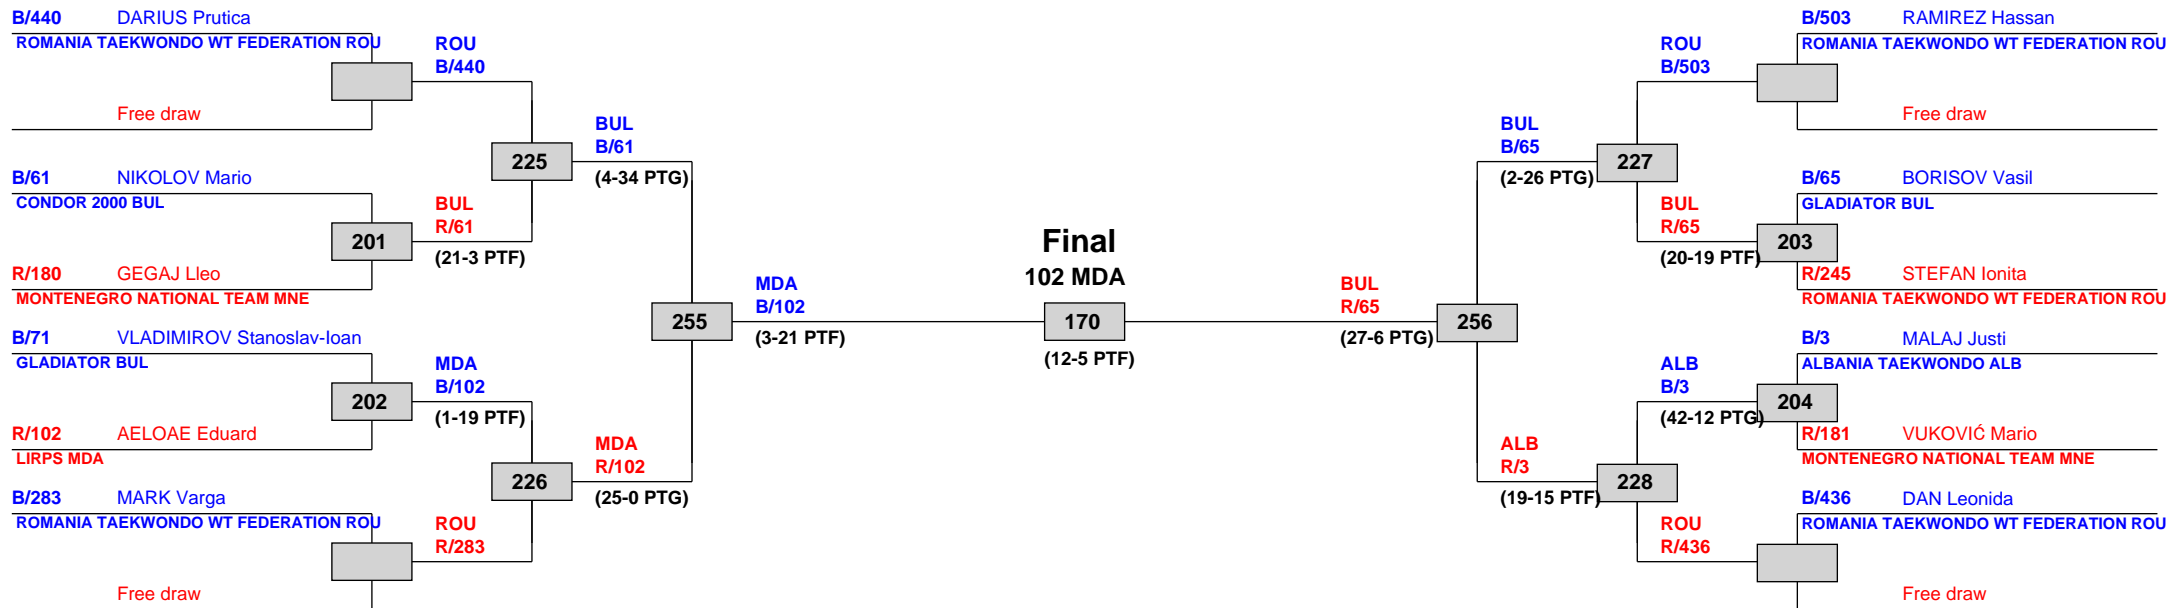 B/440 DARIUS Prutica
ROMANIA TAEKWONDO WT FEDERATION ROU
Free draw
B/61 NIKOLOV Mario
CONDOR 2000 BUL
R/180 GEGAJ Lleo
MONTENEGRO NATIONAL TEAM MNE
B/71 VLADIMIROV Stanoslav-Ioan
GLADIATOR BUL
R/102 AELOAE Eduard
LIRPS MDA
B/283 MARK Varga
ROMANIA TAEKWONDO WT FEDERATION ROU
Free draw
201
202
ROU
B/440
BUL
R/61
(21-3 PTF)
MDA
B/102
(1-19 PTF)
ROU
R/283
225
226
BUL
B/61
(4-34 PTG)
MDA
R/102
(25-0 PTG)
255
MDA
B/102
(3-21 PTF)
Final
102 MDA
170
(12-5 PTF)
BUL
R/65
(27-6 PTG)
256
BUL
B/65
(2-26 PTG)
ALB
R/3
(19-15 PTF)
227
228
ROU
B/503
BUL
R/65
(20-19 PTF)
ALB
B/3
(42-12 PTG)
ROU
R/436
203
204
B/503 RAMIREZ Hassan
ROMANIA TAEKWONDO WT FEDERATION ROU
Free draw
B/65 BORISOV Vasil
GLADIATOR BUL
R/245 STEFAN Ionita
ROMANIA TAEKWONDO WT FEDERATION ROU
B/3 MALAJ Justi
ALBANIA TAEKWONDO ALB
R/181 VUKOVIĆ Mario
MONTENEGRO NATIONAL TEAM MNE
B/436 DAN Leonida
ROMANIA TAEKWONDO WT FEDERATION ROU
Free draw